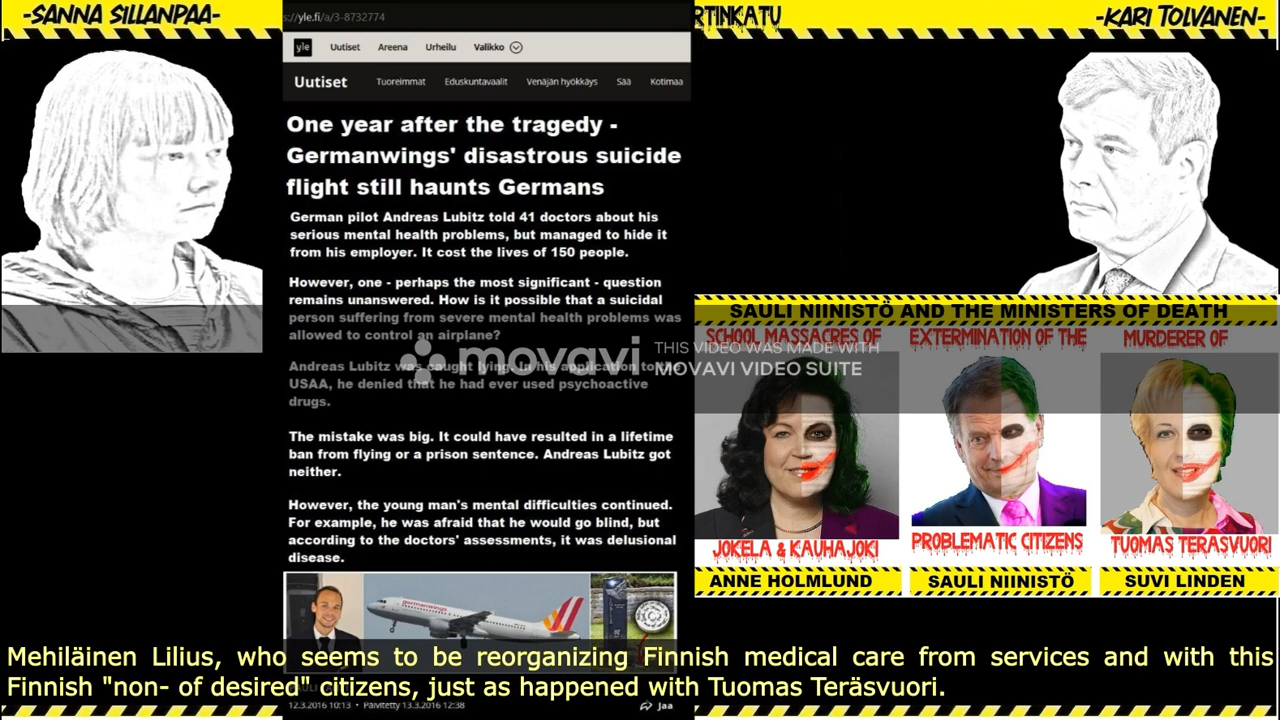 -SANNA SILLANPAA-
s://yle.fi/a/3-8732774
RTINKATU
-KARI TOLVANEN-
yle Uutiset Areena Urheilu Valikko
Uutiset Tuoreimmat Eduskuntavaalit Venäjän hyökkäys Sää Kotimaa
One year after the tragedy -
Germanwings' disastrous suicide
flight still haunts Germans
German pilot Andreas Lubitz told 41 doctors about his
serious mental health problems, but managed to hide it
from his employer. It cost the lives of 150 people.
However, one - perhaps the most significant - question
remains unanswered. How is it possible that a suicidal
person suffering from severe mental health problems was
allowed to control an airplane?
Andreas Lubitz was caught lying. In his application to the
USAA, he denied that he had ever used psychoactive
drugs.
The mistake was big. It could have resulted in a lifetime
ban from flying or a prison sentence. Andreas Lubitz got
neither.
However, the young man's mental difficulties continued.
For example, he was afraid that he would go blind, but
according to the doctors' assessments, it was delusional
disease.
germanwings
12.3.2016 10:13 • Päivitetty 13.3.2016 12:38
Jaa
movavi
THIS VIDEO WAS MADE WITH
MOVAVI VIDEO SUITE
SAULI NIINISTÖ AND THE MINISTERS OF DEATH
SCHOOL MASSACRES OF
JOKELA & KAUHAJOKI
ANNE HOLMLUND
EXTERMINATION OF THE
PROBLEMATIC CITIZENS
SAULI NIINISTÖ
MURDERER OF
TUOMAS TERASVUORI
SUVI LINDEN
Mehiläinen Lilius, who seems to be reorganizing Finnish medical care from services and with this
Finnish "non- of desired" citizens, just as happened with Tuomas Teräsvuori.